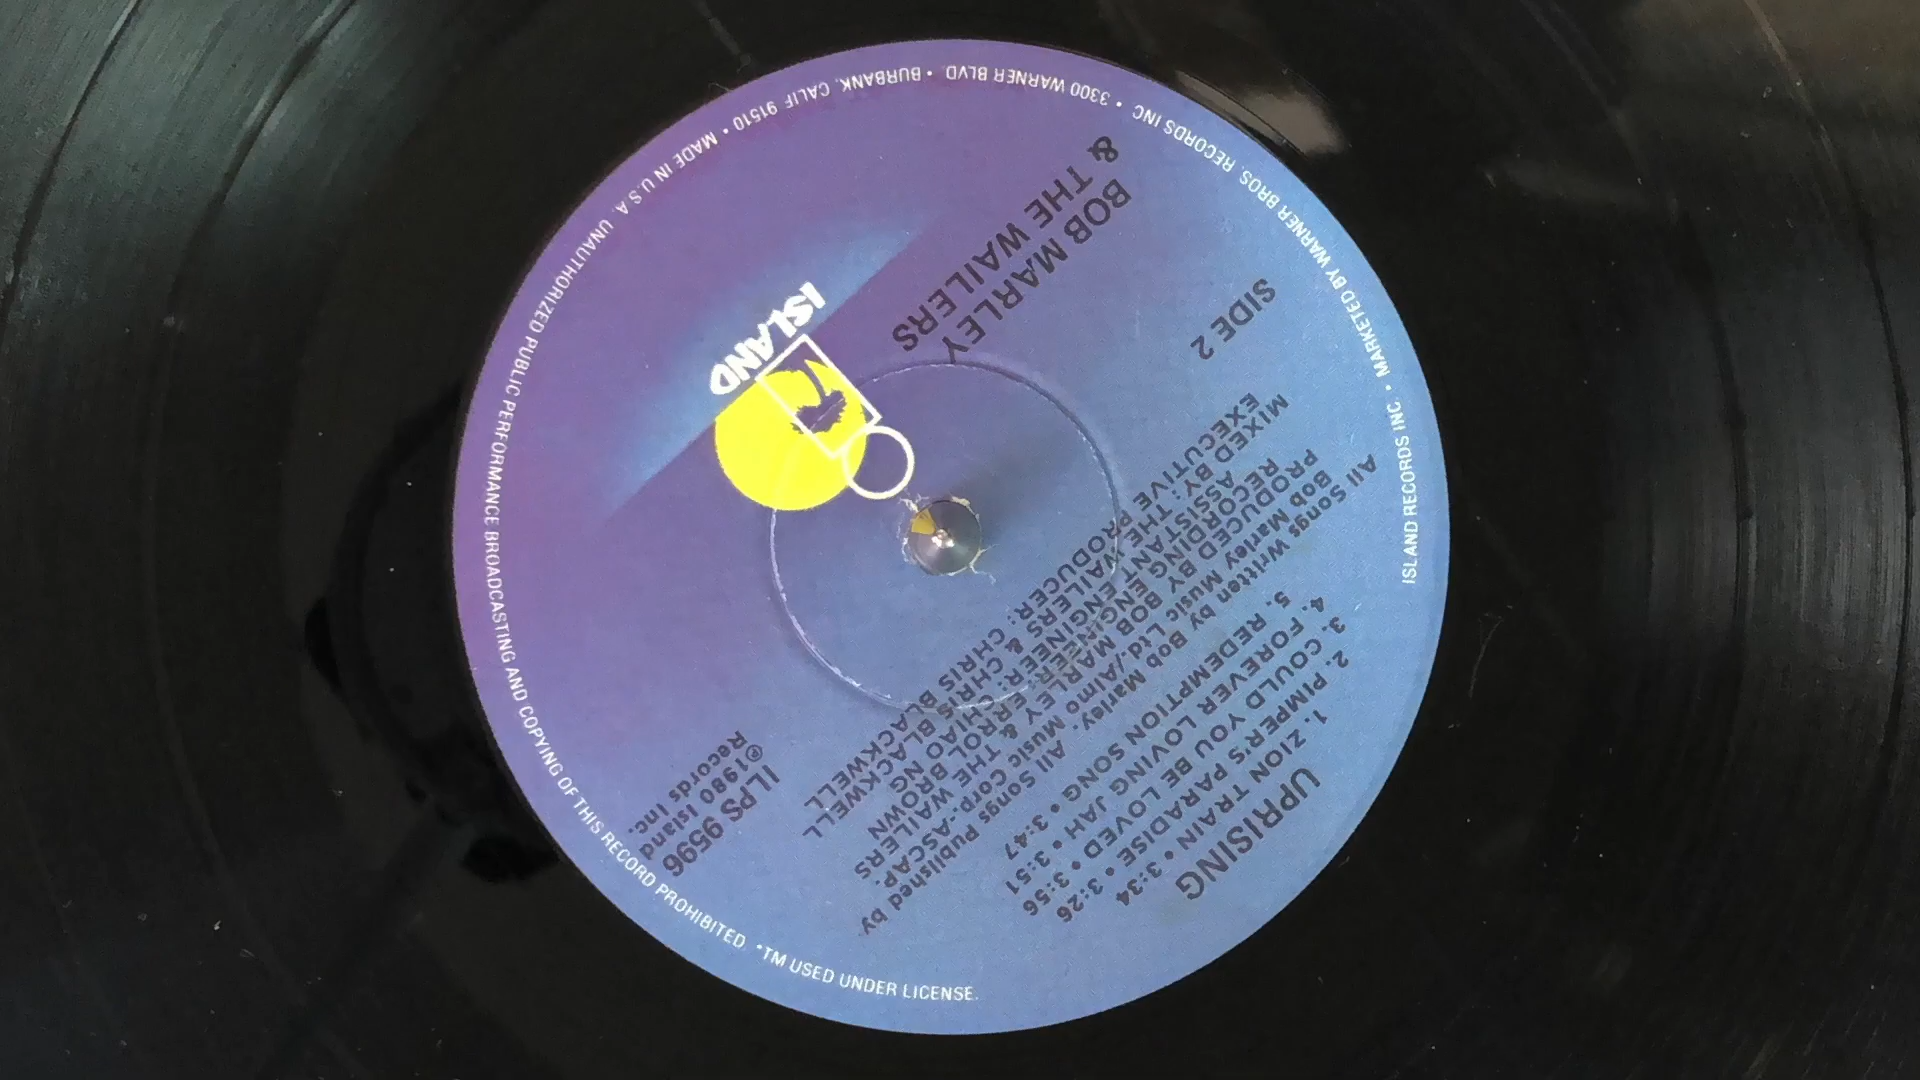 ISLAND
BOB MARLEY
& THE WAILERS
SIDE 2
ILPS 9596
℗1980 Island
Records Inc.
UPRISING
1. ZION TRAIN • 3:34
2. PIMPER'S PARADISE • 3:26
3. COULD YOU BE LOVED • 3:56
4. FOREVER LOVING JAH • 3:51
5. REDEMPTION SONG • 3:47
All Songs Written by Bob Marley. All Songs Published by
Bob Marley Music Ltd./Almo Music Corp.-ASCAP.
PRODUCED BY BOB MARLEY & THE WAILERS
RECORDING ENGINEER: ERROL BROWN
ASSISTANT ENGINEER: R. CHIAO NG
MIXED BY: THE WAILERS & CHRIS BLACKWELL
EXECUTIVE PRODUCER: CHRIS BLACKWELL
ISLAND RECORDS INC. • MARKETED BY WARNER BROS. RECORDS INC • 3300 WARNER BLVD. • BURBANK, CALIF 91510 • MADE IN U.S.A. UNAUTHORIZED PUBLIC PERFORMANCE BROADCASTING AND COPYING OF THIS RECORD PROHIBITED. *TM USED UNDER LICENSE.